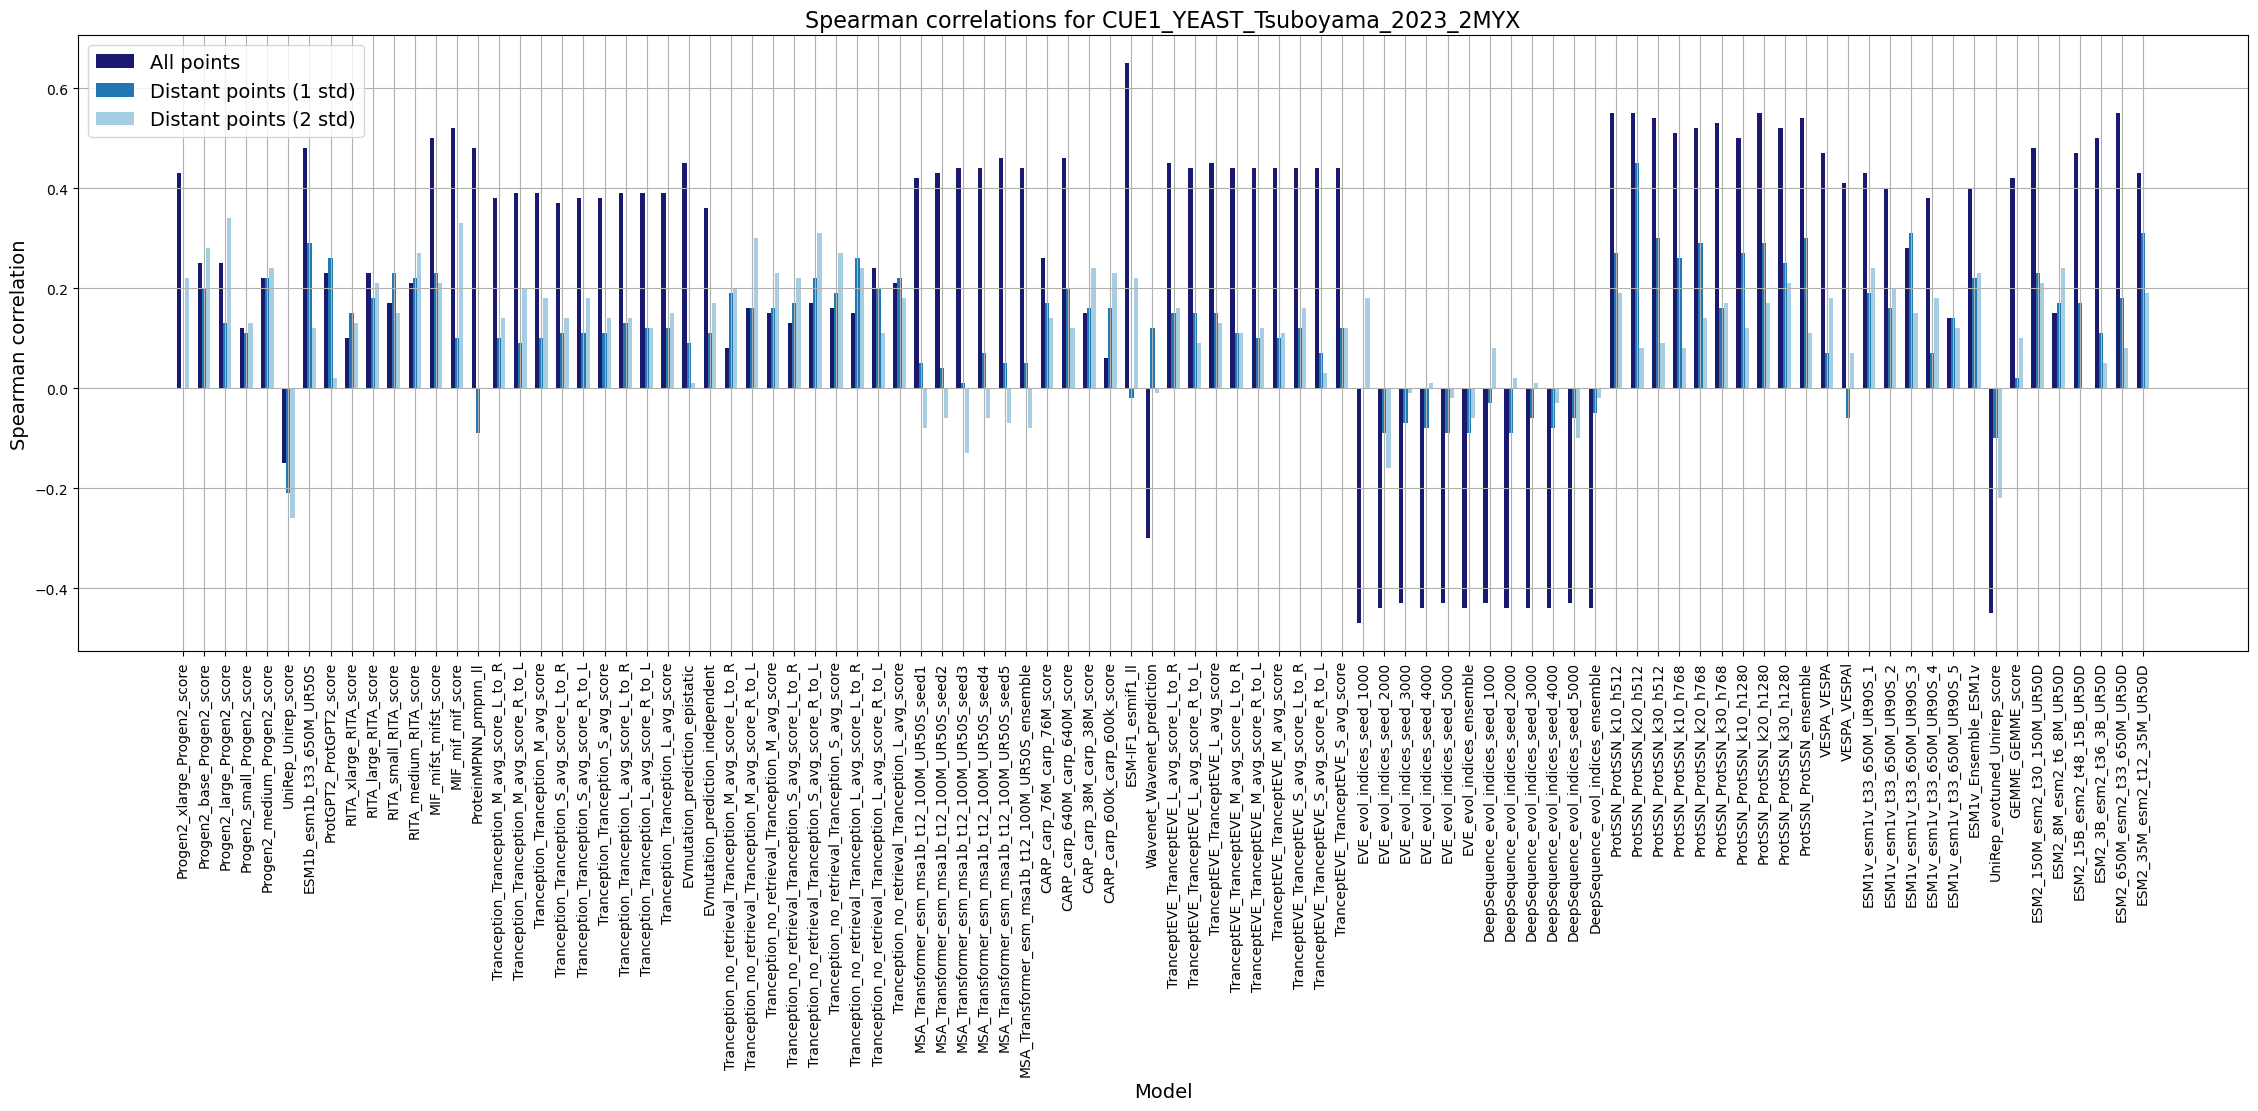 Spearman correlations for CUE1_YEAST_Tsuboyama_2023_2MYX
All points
Distant points (1 std)
Distant points (2 std)
Spearman correlation
0.6
0.4
0.2
0.0
−0.2
−0.4
Progen2_xlarge_Progen2_score
Progen2_base_Progen2_score
Progen2_large_Progen2_score
Progen2_small_Progen2_score
Progen2_medium_Progen2_score
UniRep_Unirep_score
ESM1b_esm1b_t33_650M_UR50S
ProtGPT2_ProtGPT2_score
RITA_xlarge_RITA_score
RITA_large_RITA_score
RITA_small_RITA_score
RITA_medium_RITA_score
MIF_mifst_mifst_score
MIF_mif_mif_score
ProteinMPNN_pmpnn_ll
Tranception_Tranception_M_avg_score_L_to_R
Tranception_Tranception_M_avg_score_R_to_L
Tranception_Tranception_M_avg_score
Tranception_Tranception_S_avg_score_L_to_R
Tranception_Tranception_S_avg_score_R_to_L
Tranception_Tranception_S_avg_score
Tranception_Tranception_L_avg_score_L_to_R
Tranception_Tranception_L_avg_score_R_to_L
Tranception_Tranception_L_avg_score
EVmutation_prediction_epistatic
EVmutation_prediction_independent
Tranception_no_retrieval_Tranception_M_avg_score_L_to_R
Tranception_no_retrieval_Tranception_M_avg_score_R_to_L
Tranception_no_retrieval_Tranception_M_avg_score
Tranception_no_retrieval_Tranception_S_avg_score_L_to_R
Tranception_no_retrieval_Tranception_S_avg_score_R_to_L
Tranception_no_retrieval_Tranception_S_avg_score
Tranception_no_retrieval_Tranception_L_avg_score_L_to_R
Tranception_no_retrieval_Tranception_L_avg_score_R_to_L
Tranception_no_retrieval_Tranception_L_avg_score
MSA_Transformer_esm_msa1b_t12_100M_UR50S_seed1
MSA_Transformer_esm_msa1b_t12_100M_UR50S_seed2
MSA_Transformer_esm_msa1b_t12_100M_UR50S_seed3
MSA_Transformer_esm_msa1b_t12_100M_UR50S_seed4
MSA_Transformer_esm_msa1b_t12_100M_UR50S_seed5
MSA_Transformer_esm_msa1b_t12_100M_UR50S_ensemble
CARP_carp_76M_carp_76M_score
CARP_carp_640M_carp_640M_score
CARP_carp_38M_carp_38M_score
CARP_carp_600k_carp_600k_score
ESM-IF1_esmif1_ll
Wavenet_Wavenet_prediction
TranceptEVE_TranceptEVE_L_avg_score_L_to_R
TranceptEVE_TranceptEVE_L_avg_score_R_to_L
TranceptEVE_TranceptEVE_L_avg_score
TranceptEVE_TranceptEVE_M_avg_score_L_to_R
TranceptEVE_TranceptEVE_M_avg_score_R_to_L
TranceptEVE_TranceptEVE_M_avg_score
TranceptEVE_TranceptEVE_S_avg_score_L_to_R
TranceptEVE_TranceptEVE_S_avg_score_R_to_L
TranceptEVE_TranceptEVE_S_avg_score
EVE_evol_indices_seed_1000
EVE_evol_indices_seed_2000
EVE_evol_indices_seed_3000
EVE_evol_indices_seed_4000
EVE_evol_indices_seed_5000
EVE_evol_indices_ensemble
DeepSequence_evol_indices_seed_1000
DeepSequence_evol_indices_seed_2000
DeepSequence_evol_indices_seed_3000
DeepSequence_evol_indices_seed_4000
DeepSequence_evol_indices_seed_5000
DeepSequence_evol_indices_ensemble
ProtSSN_ProtSSN_k10_h512
ProtSSN_ProtSSN_k20_h512
ProtSSN_ProtSSN_k30_h512
ProtSSN_ProtSSN_k10_h768
ProtSSN_ProtSSN_k20_h768
ProtSSN_ProtSSN_k30_h768
ProtSSN_ProtSSN_k10_h1280
ProtSSN_ProtSSN_k20_h1280
ProtSSN_ProtSSN_k30_h1280
ProtSSN_ProtSSN_ensemble
VESPA_VESPA
VESPA_VESPAl
ESM1v_esm1v_t33_650M_UR90S_1
ESM1v_esm1v_t33_650M_UR90S_2
ESM1v_esm1v_t33_650M_UR90S_3
ESM1v_esm1v_t33_650M_UR90S_4
ESM1v_esm1v_t33_650M_UR90S_5
ESM1v_Ensemble_ESM1v
UniRep_evotuned_Unirep_score
GEMME_GEMME_score
ESM2_150M_esm2_t30_150M_UR50D
ESM2_8M_esm2_t6_8M_UR50D
ESM2_15B_esm2_t48_15B_UR50D
ESM2_3B_esm2_t36_3B_UR50D
ESM2_650M_esm2_t33_650M_UR50D
ESM2_35M_esm2_t12_35M_UR50D
Model